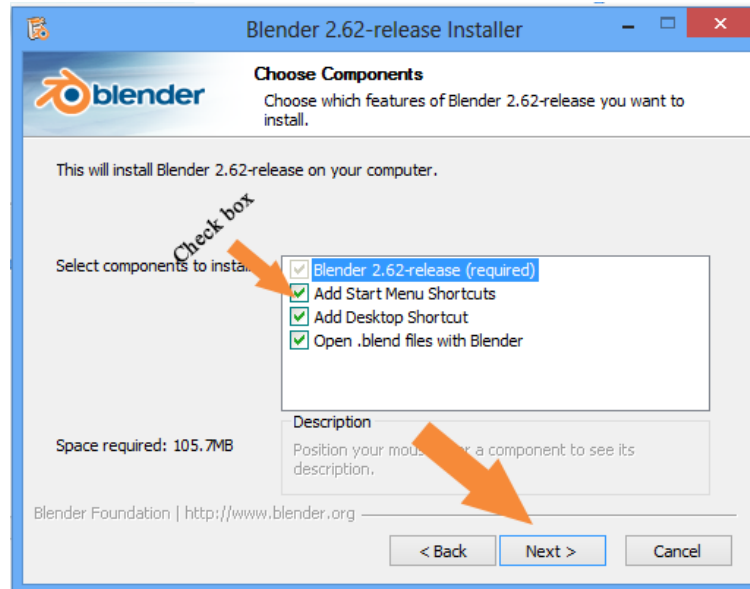 Blender 2.62-release Installer
blender
Choose Components
Choose which features of Blender 2.62-release you want to
install.
This will install Blender 2.62-release on your computer.
Check box
Select components to instal
Blender 2.62-release (required)
Add Start Menu Shortcuts
Add Desktop Shortcut
Open .blend files with Blender
Space required: 105.7MB
Description
Position your a component to see its
description.
Blender Foundation | http://www.blender.org
< Back
Next >
Cancel